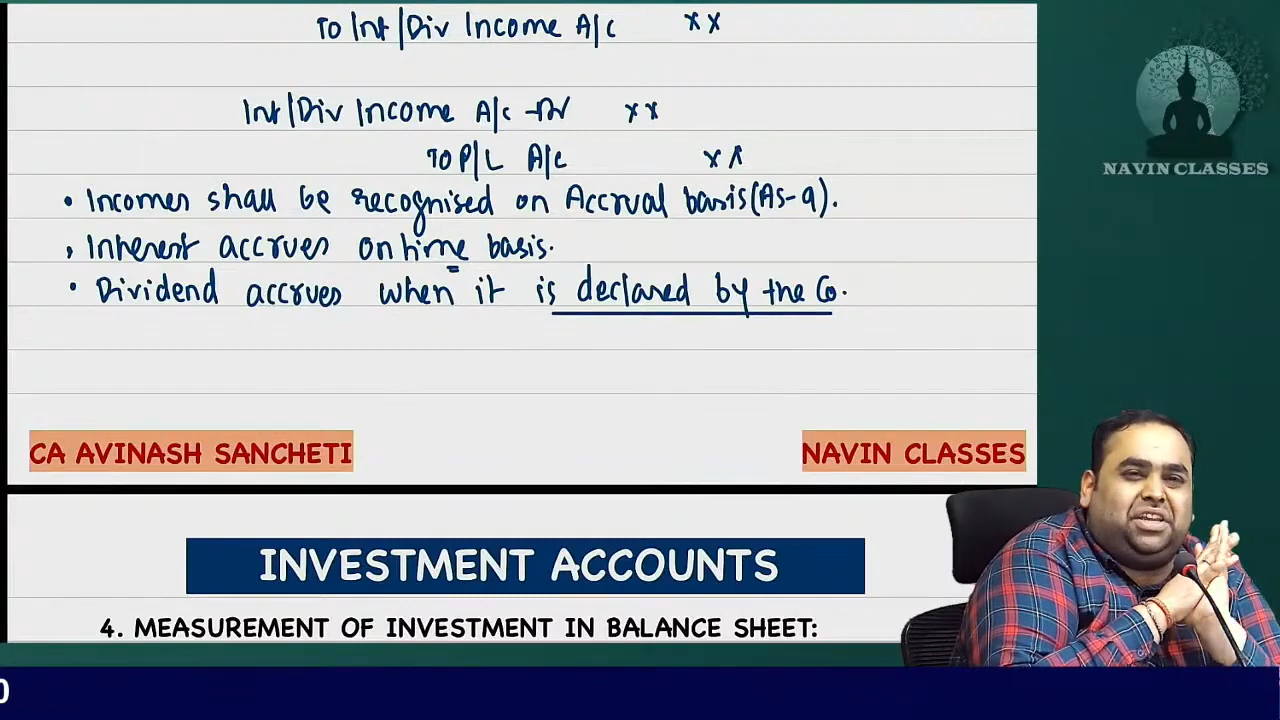 To Int/Div Income A/c xx
NAVIN CLASSES
Int/Div Income A/c Dr xx
To P/L A/c xx
• Incomes shall be recognised on Accrual basis (AS-9).
• Interest accrues on time basis.
• Dividend accrues when it is declared by the Co.
CA AVINASH SANCHETI NAVIN CLASSES
INVESTMENT ACCOUNTS
4. MEASUREMENT OF INVESTMENT IN BALANCE SHEET:
0